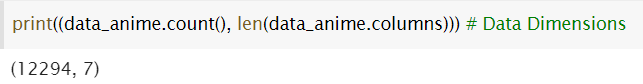 print((data_anime.count(), len(data_anime.columns))) # Data Dimensions
(12294, 7)